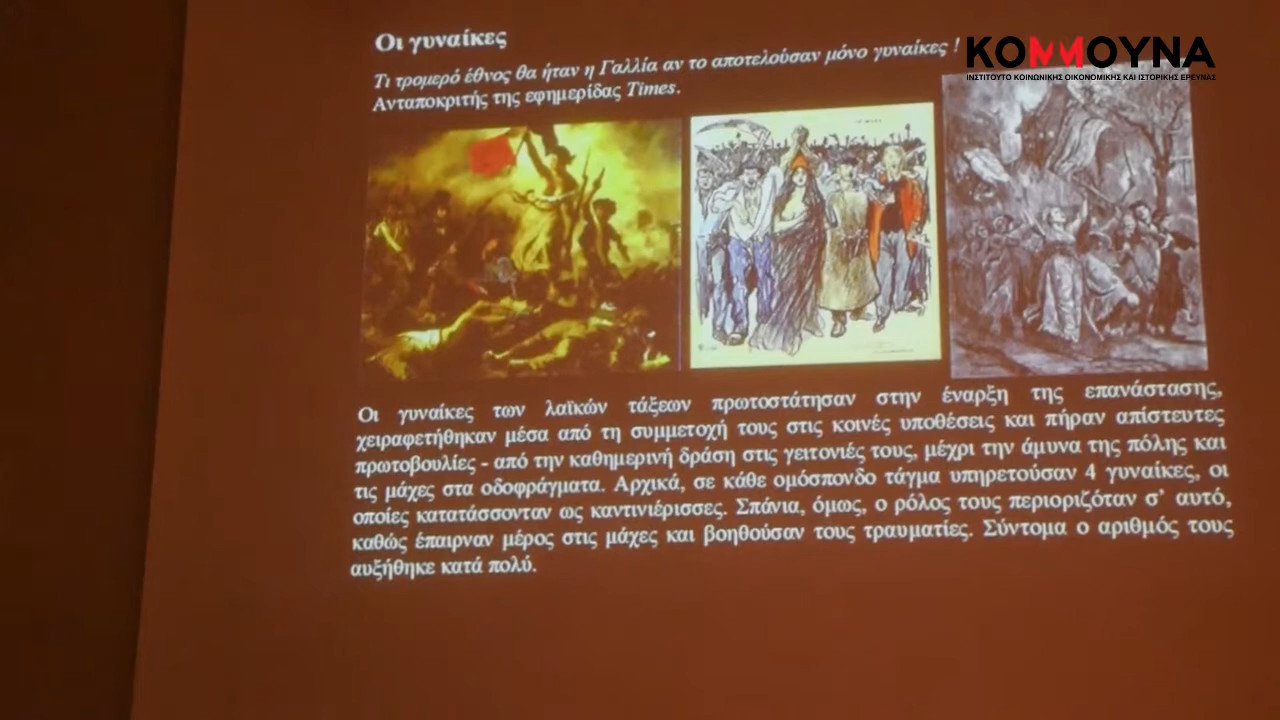 ΚΟΜΜΟΥΝΑ
ΙΝΣΤΙΤΟΥΤΟ ΚΟΙΝΩΝΙΚΗΣ ΟΙΚΟΝΟΜΙΚΗΣ ΚΑΙ ΙΣΤΟΡΙΚΗΣ ΕΡΕΥΝΑΣ
Οι γυναίκες
Τι τρομερό έθνος θα ήταν η Γαλλία αν το αποτελούσαν μόνο γυναίκες !
Ανταποκριτής της εφημερίδας Times.
Οι γυναίκες των λαϊκών τάξεων πρωτοστάτησαν στην έναρξη της επανάστασης,
χειραφετήθηκαν μέσα από τη συμμετοχή τους στις κοινές υποθέσεις και πήραν απίστευτες
πρωτοβουλίες - από την καθημερινή δράση στις γειτονιές τους, μέχρι την άμυνα της πόλης και
τις μάχες στα οδοφράγματα. Αρχικά, σε κάθε ομόσπονδο τάγμα υπηρετούσαν 4 γυναίκες, οι
οποίες κατατάσσονταν ως καντινιέρισσες. Σπάνια, όμως, ο ρόλος τους περιοριζόταν σ' αυτό,
καθώς έπαιρναν μέρος στις μάχες και βοηθούσαν τους τραυματίες. Σύντομα ο αριθμός τους
αυξήθηκε κατά πολύ.